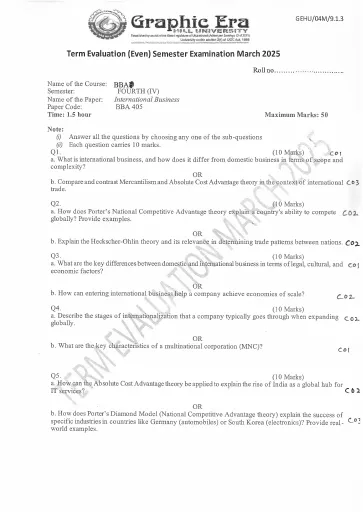 GEHU/04M/9.1.3
Graphic Era
HILL UNIVERSITY
Term Evaluation (Even) Semester Examination March 2025
Roll no..............................
Name of the Course: BBA
Semester: FOURTH (IV)
Name of the Paper: International Business
Paper Code: BBA 405
Time: 1.5 hour Maximum Marks: 50
Note:
(i) Answer all the questions by choosing any one of the sub-questions
(ii) Each question carries 10 marks.
Q1. (10 Marks) CO1
a. What is international business, and how does it differ from domestic business in terms of scope and
complexity?
OR
b. Compare and contrast Mercantilism and Absolute Cost Advantage theory in the context of international CO3
trade.
Q2. (10 Marks)
a. How does Porter's National Competitive Advantage theory explain a country's ability to compete CO2
globally? Provide examples.
OR
b. Explain the Heckscher-Ohlin theory and its relevance in determining trade patterns between nations. CO2
Q3. (10 Marks)
a. What are the key differences between domestic and international business in terms of legal, cultural, and CO1
economic factors?
OR
b. How can entering international business help a company achieve economies of scale? CO2
Q4. (10 Marks)
a. Describe the stages of internationalization that a company typically goes through when expanding CO2
globally.
OR
b. What are the key characteristics of a multinational corporation (MNC)? CO1
Q5. (10 Marks)
a. How can the Absolute Cost Advantage theory be applied to explain the rise of India as a global hub for
IT services? CO2
OR
b. How does Porter's Diamond Model (National Competitive Advantage theory) explain the success of
specific industries in countries like Germany (automobiles) or South Korea (electronics)? Provide real- CO3
world examples.
TERM EVALUATION MARCH 2025